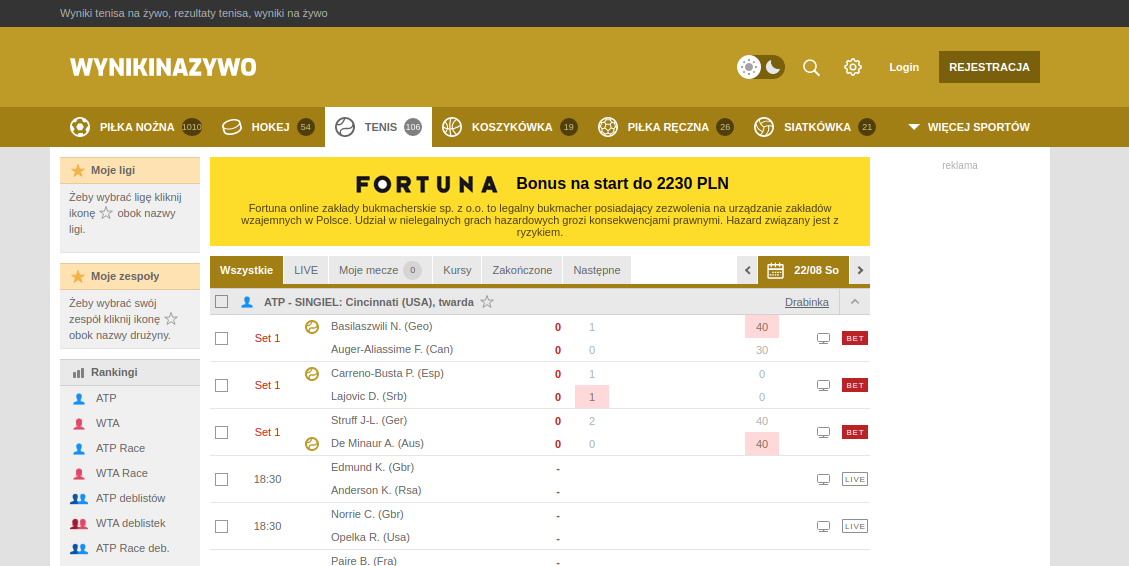 Wyniki tenisa na żywo, rezultaty tenisa, wyniki na żywo
WYNIKINAZYWO
Login
REJESTRACJA
PIŁKA NOŻNA 1010
HOKEJ 54
TENIS 106
KOSZYKÓWKA 19
PIŁKA RĘCZNA 26
SIATKÓWKA 21
WIĘCEJ SPORTÓW
Moje ligi
Żeby wybrać ligę kliknij
ikonę obok nazwy
ligi.
Moje zespoły
Żeby wybrać swój
zespół kliknij ikonę
obok nazwy drużyny.
Rankingi
ATP
WTA
ATP Race
WTA Race
ATP deblistów
WTA deblistek
ATP Race deb.
FORTUNA Bonus na start do 2230 PLN
Fortuna online zakłady bukmacherskie sp. z o.o. to legalny bukmacher posiadający zezwolenia na urządzanie zakładów
wzajemnych w Polsce. Udział w nielegalnych grach hazardowych grozi konsekwencjami prawnymi. Hazard związany jest z
ryzykiem.
reklama
Wszystkie LIVE Moje mecze 0 Kursy Zakończone Następne 22/08 So
ATP - SINGIEL: Cincinnati (USA), twarda Drabinka
Set 1
Basilaszwili N. (Geo) 0 1 40
Auger-Aliassime F. (Can) 0 0 30
BET
Set 1
Carreno-Busta P. (Esp) 0 1 0
Lajovic D. (Srb) 0 1 0
BET
Set 1
Struff J-L. (Ger) 0 2 40
De Minaur A. (Aus) 0 0 40
BET
18:30
Edmund K. (Gbr) -
Anderson K. (Rsa) -
LIVE
18:30
Norrie C. (Gbr) -
Opelka R. (Usa) -
LIVE
Paire B. (Fra) -